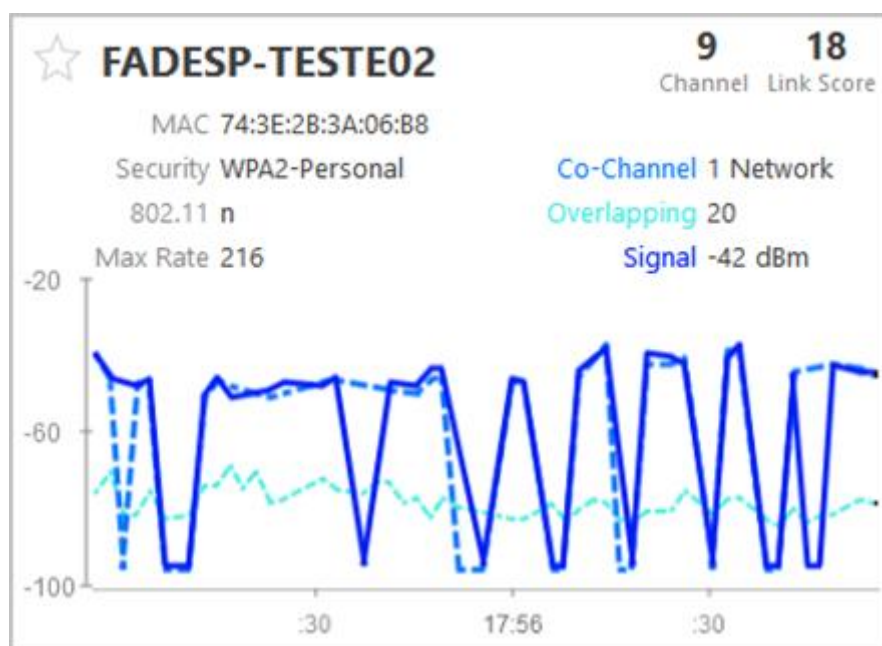 FADESP-TESTE02
9 18
Channel Link Score
MAC 74:3E:2B:3A:06:B8
Security WPA2-Personal
Co-Channel 1 Network
802.11 n
Overlapping 20
Max Rate 216
Signal -42 dBm
-20
-60
-100
:30 17:56 :30